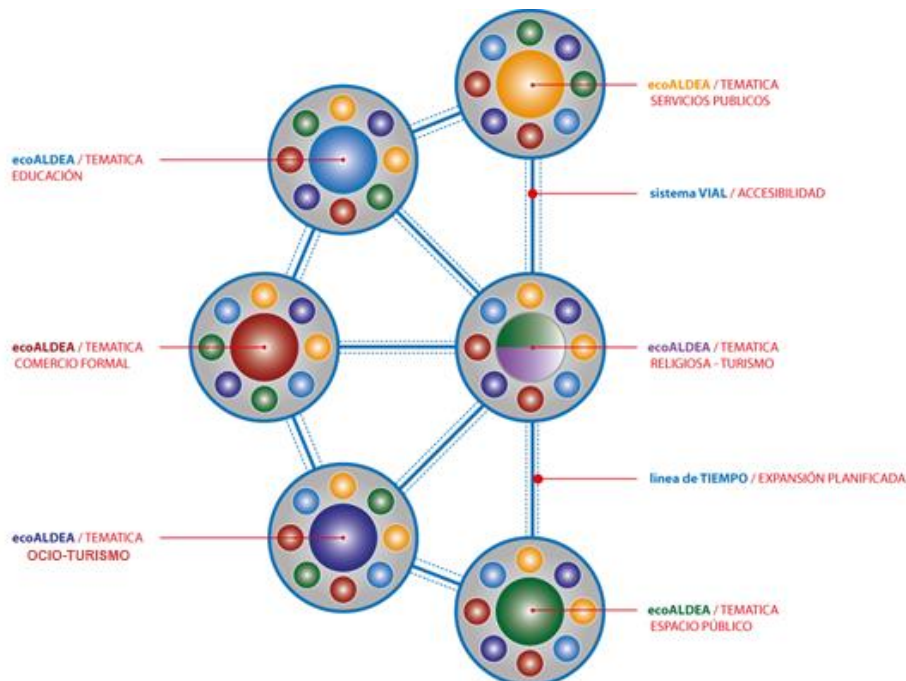 ecoALDEA / TEMATICA
SERVICIOS PUBLICOS
ecoALDEA / TEMATICA
EDUCACIÓN
sistema VIAL / ACCESIBILIDAD
ecoALDEA / TEMATICA
COMERCIO FORMAL
ecoALDEA / TEMATICA
RELIGIOSA - TURISMO
linea de TIEMPO / EXPANSIÓN PLANIFICADA
ecoALDEA / TEMATICA
OCIO-TURISMO
ecoALDEA / TEMATICA
ESPACIO PÚBLICO